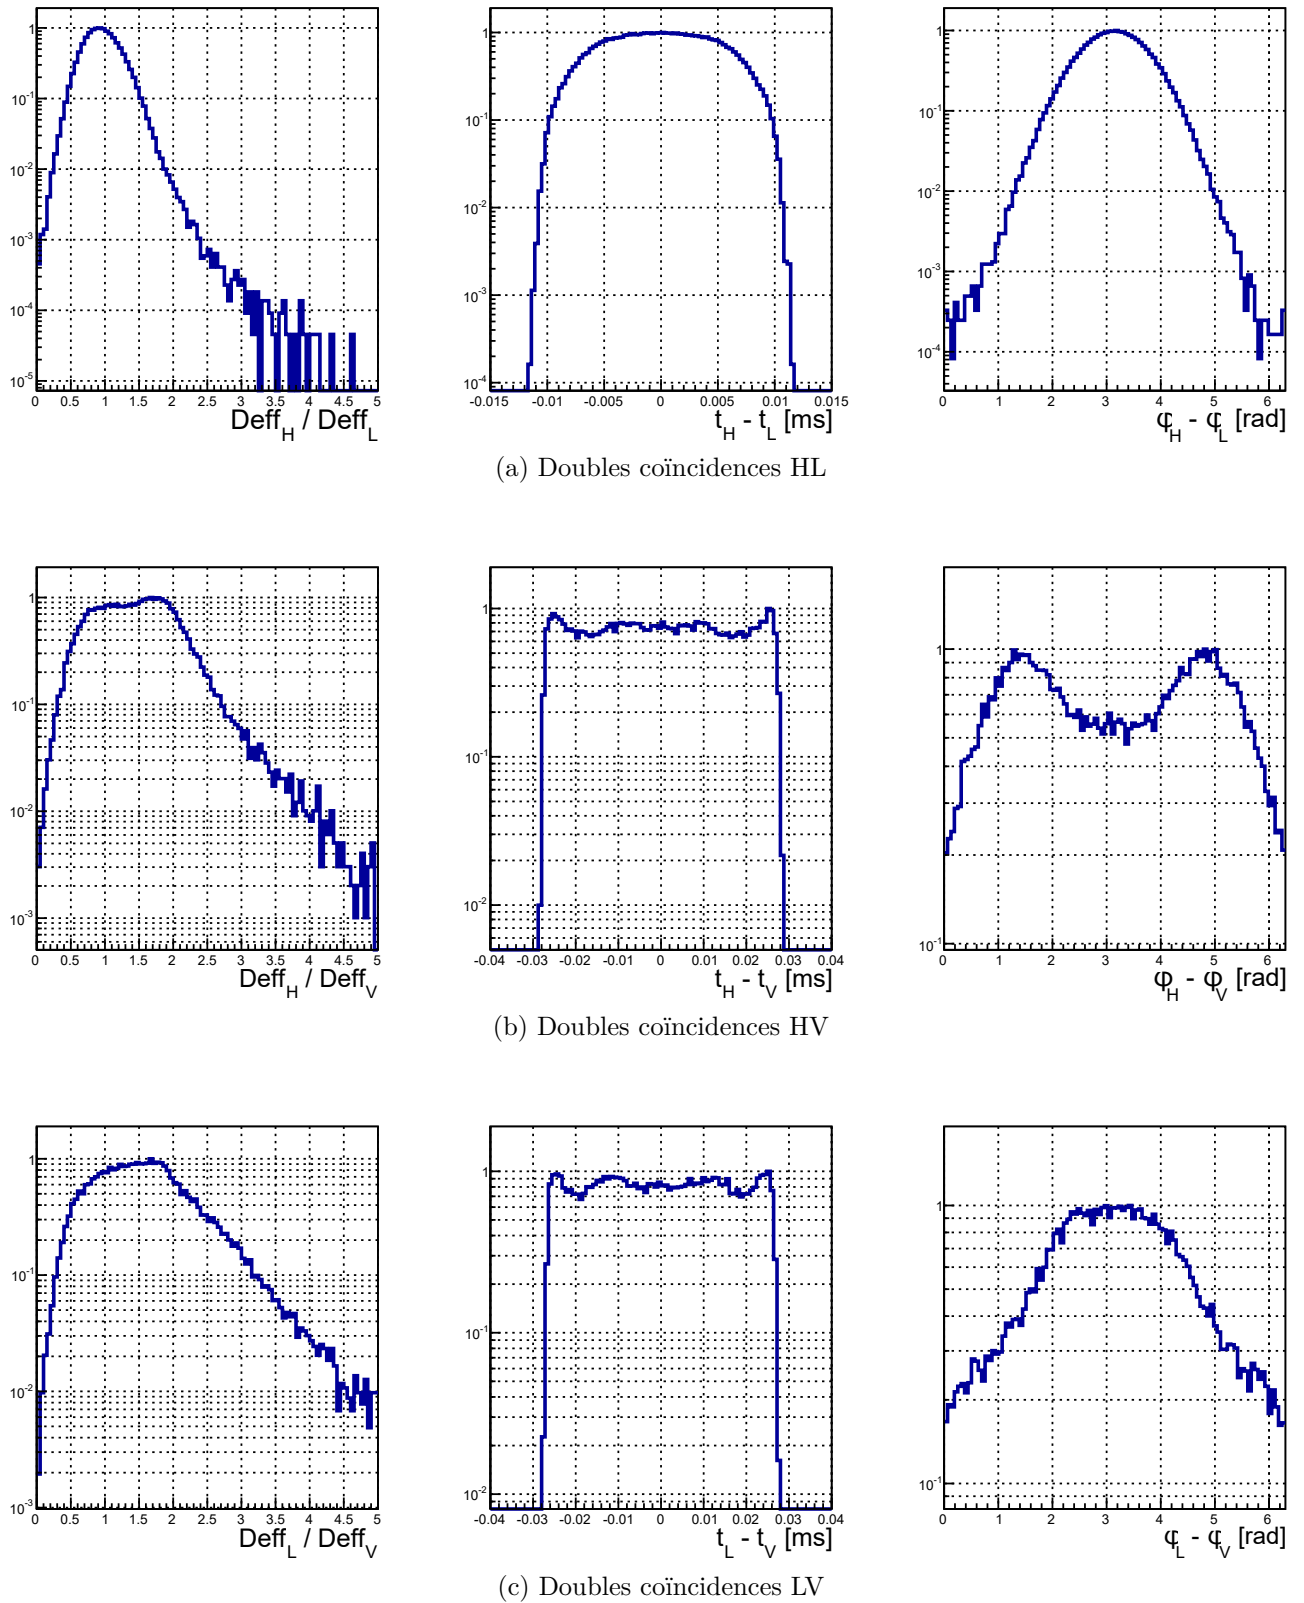 1
10⁻¹
10⁻²
10⁻³
10⁻⁴
10⁻⁵
0 0.5 1 1.5 2 2.5 3 3.5 4 4.5 5
Deff_H / Deff_L
1
10⁻¹
10⁻²
10⁻³
10⁻⁴
-0.015 -0.01 -0.005 0.00 0.005 0.01 0.015
t_H - t_L [ms]
1
10⁻¹
10⁻²
10⁻³
10⁻⁴
0 1 2 3 4 5 6
φ_H - φ_L [rad]
(a) Doubles coïncidences HL
1
10⁻¹
10⁻²
10⁻³
0 0.5 1 1.5 2 2.5 3 3.5 4 4.5 5
Deff_H / Deff_V
1
10⁻¹
10⁻²
-0.04 -0.03 -0.02 0.01 0.00 0.01 0.02 0.03 0.04
t_H - t_V [ms]
1
10⁻¹
0 1 2 3 4 5 6
φ_H - φ_V [rad]
(b) Doubles coïncidences HV
1
10⁻¹
10⁻²
10⁻³
0 0.5 1 1.5 2 2.5 3 3.5 4 4.5 5
Deff_L / Deff_V
1
10⁻¹
10⁻²
-0.04 -0.03 -0.02 0.01 0.00 0.01 0.02 0.03 0.04
t_L - t_V [ms]
1
10⁻¹
0 1 2 3 4 5 6
φ_L - φ_V [rad]
(c) Doubles coïncidences LV